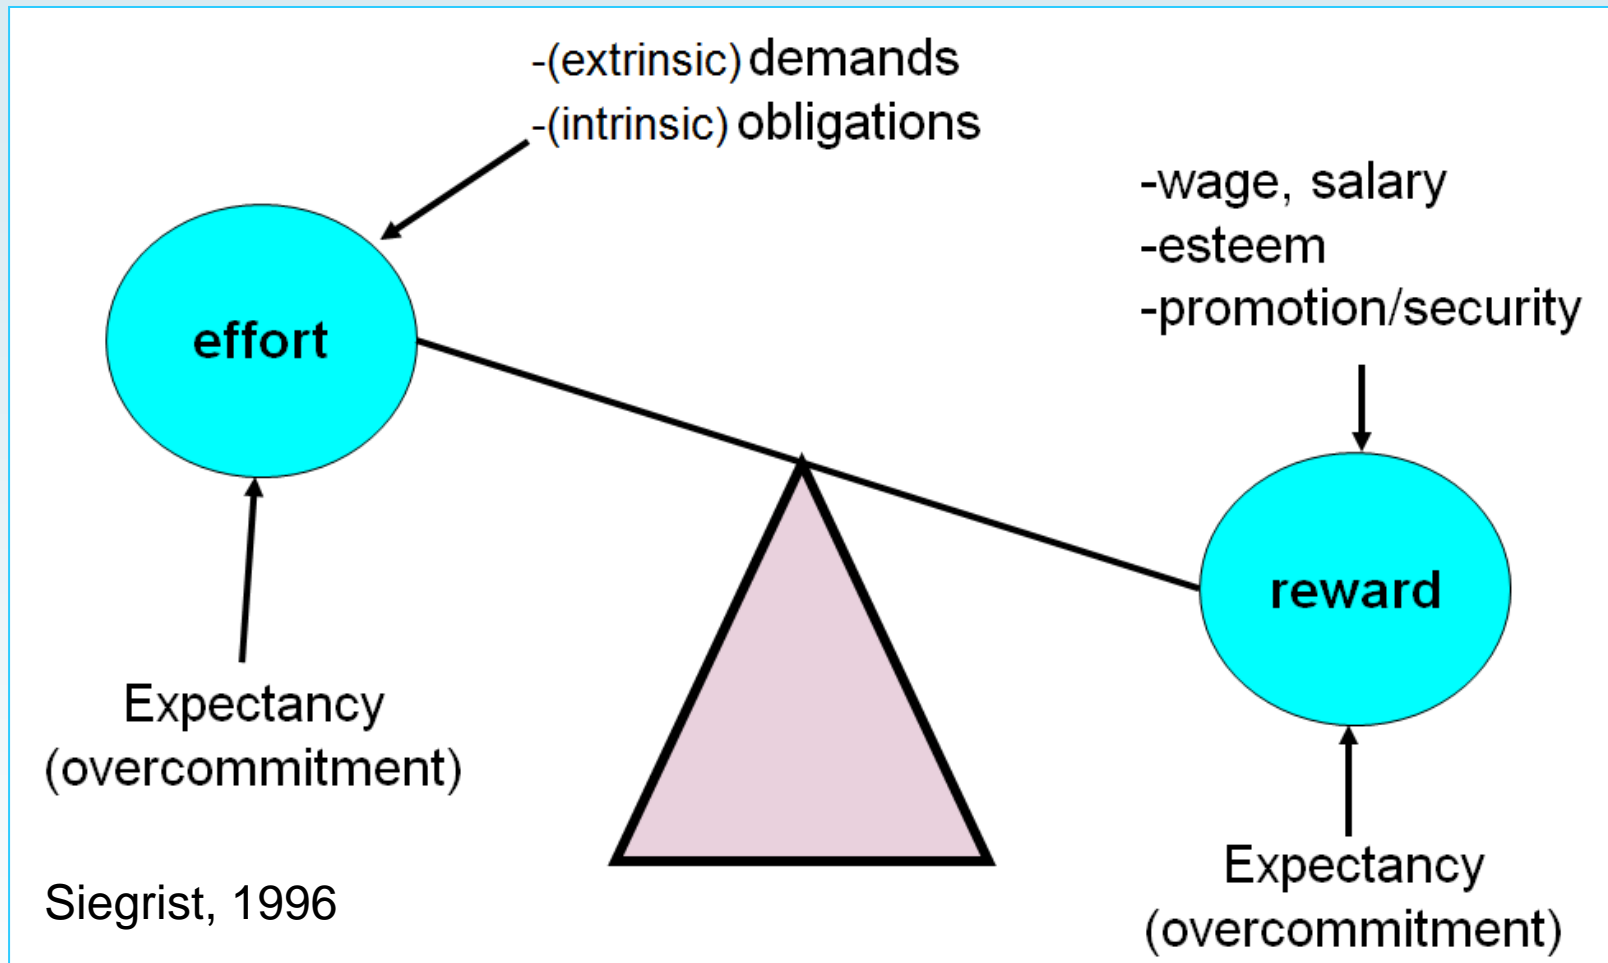 -(extrinsic) demands
-(intrinsic) obligations
-wage, salary
-esteem
-promotion/security
effort
reward
Expectancy
(overcommitment)
Expectancy
(overcommitment)
Siegrist, 1996